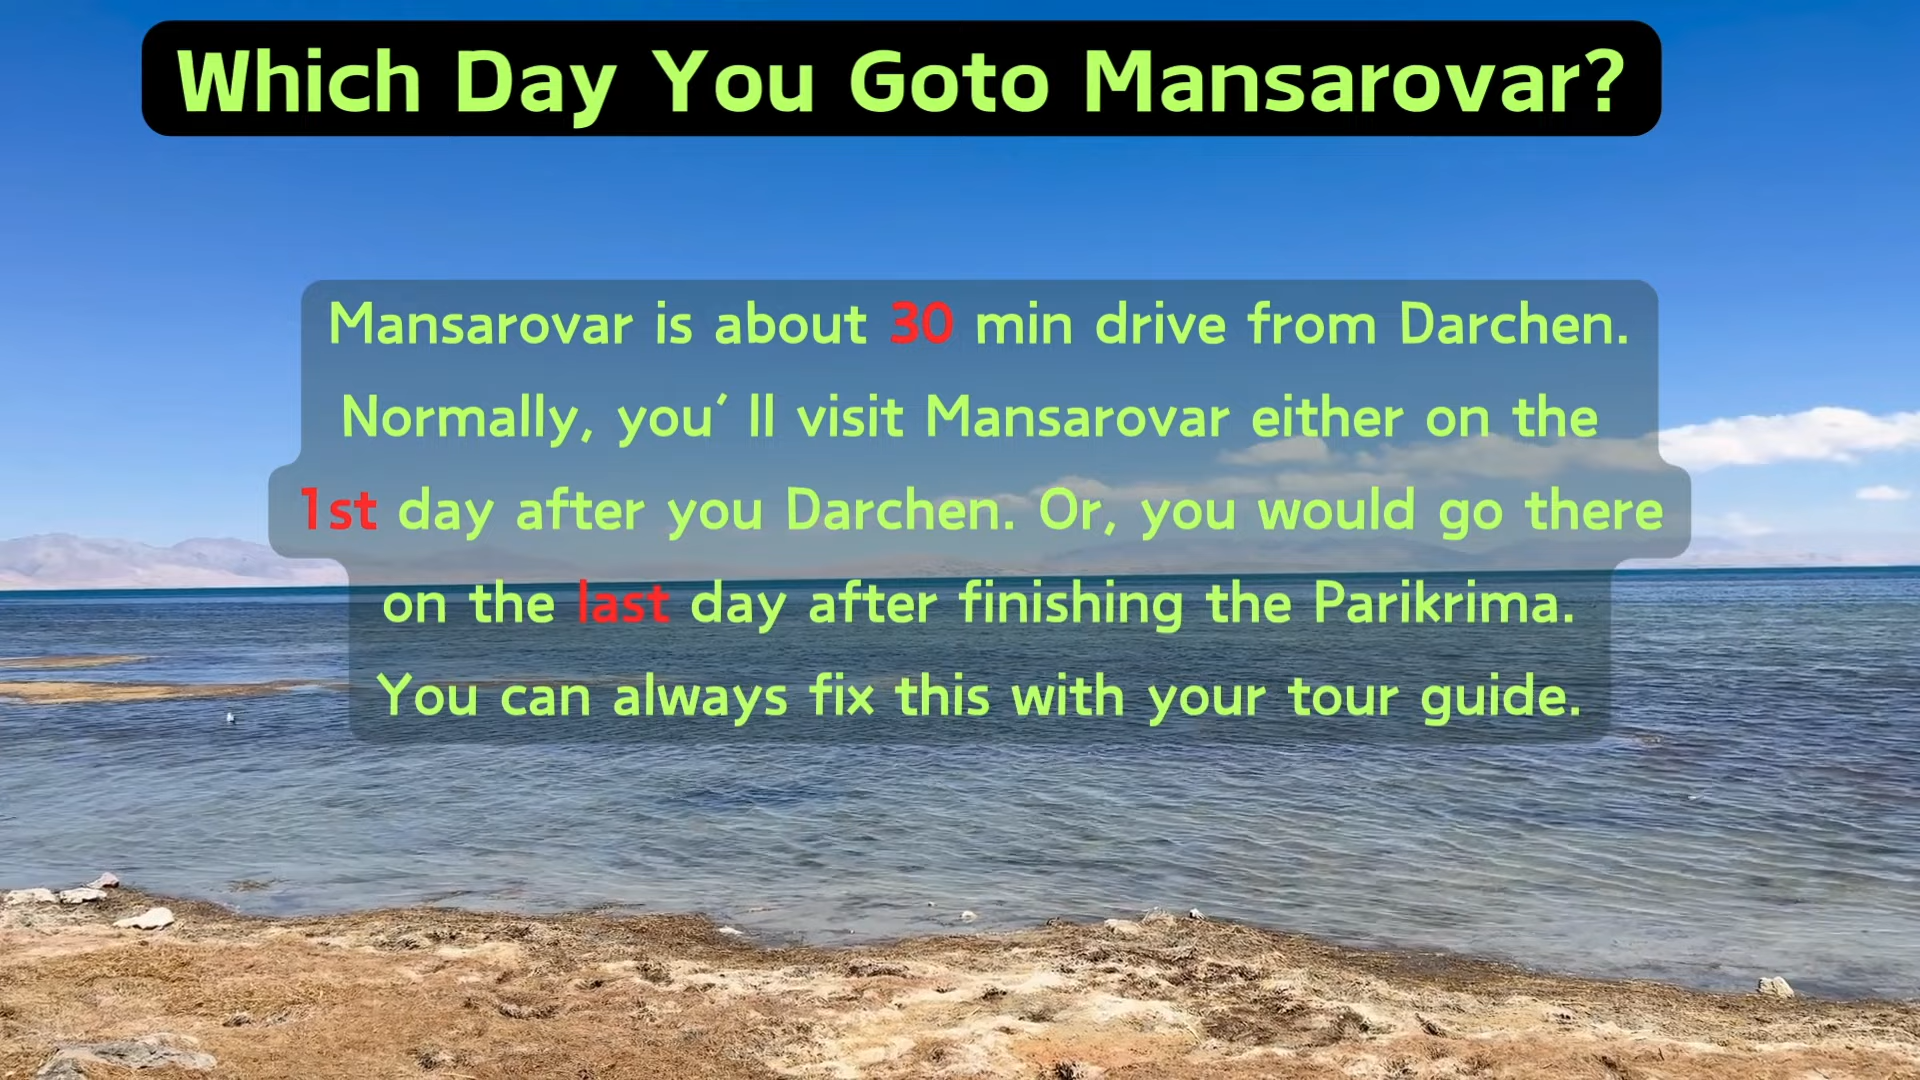 Which Day You Goto Mansarovar?
Mansarovar is about 30 min drive from Darchen.
Normally, you’ ll visit Mansarovar either on the
1st day after you Darchen. Or, you would go there
on the last day after finishing the Parikrima.
You can always fix this with your tour guide.